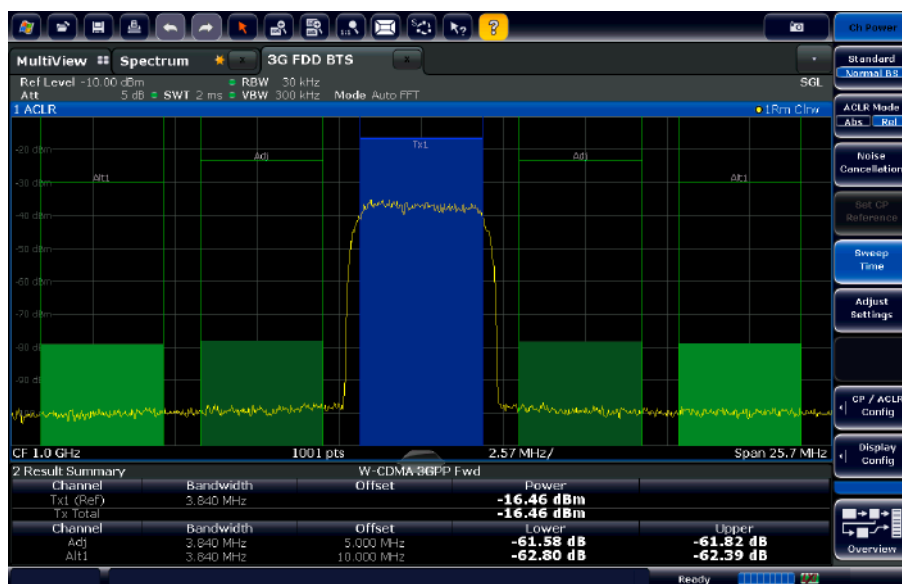 Ch Power
MultiView Spectrum 3G FDD BTS
Ref Level -10.00 dBm RBW 30 kHz SGL
Att 5 dB SWT 2 ms VBW 300 kHz Mode Auto FFT
1 ACLR 1Rm Clrw
Tx1
-20 dBm
Adj
Adj
Alt1
Alt1
-30 dBm
-40 dBm
-50 dBm
-60 dBm
-70 dBm
-80 d
-90 d
CF 1.0 GHz 1001 pts 2.57 MHz/ Span 25.7 MHz
2 Result Summary W-CDMA 3GPP Fwd
Channel Bandwidth Offset Power
Tx1 (Ref) 3.840 MHz -16.46 dBm
Tx Total -16.46 dBm
Channel Bandwidth Offset Lower Upper
Adj 3.840 MHz 5.000 MHz -61.58 dB -61.82 dB
Alt1 3.840 MHz 10.000 MHz -62.80 dB -62.39 dB
Ready
Standard
Normal BS
ACLR Mode
Abs Rel
Noise
Cancellation
Set CP
Reference
Sweep
Time
Adjust
Settings
CP / ACLR
Config
Display
Config
Overview